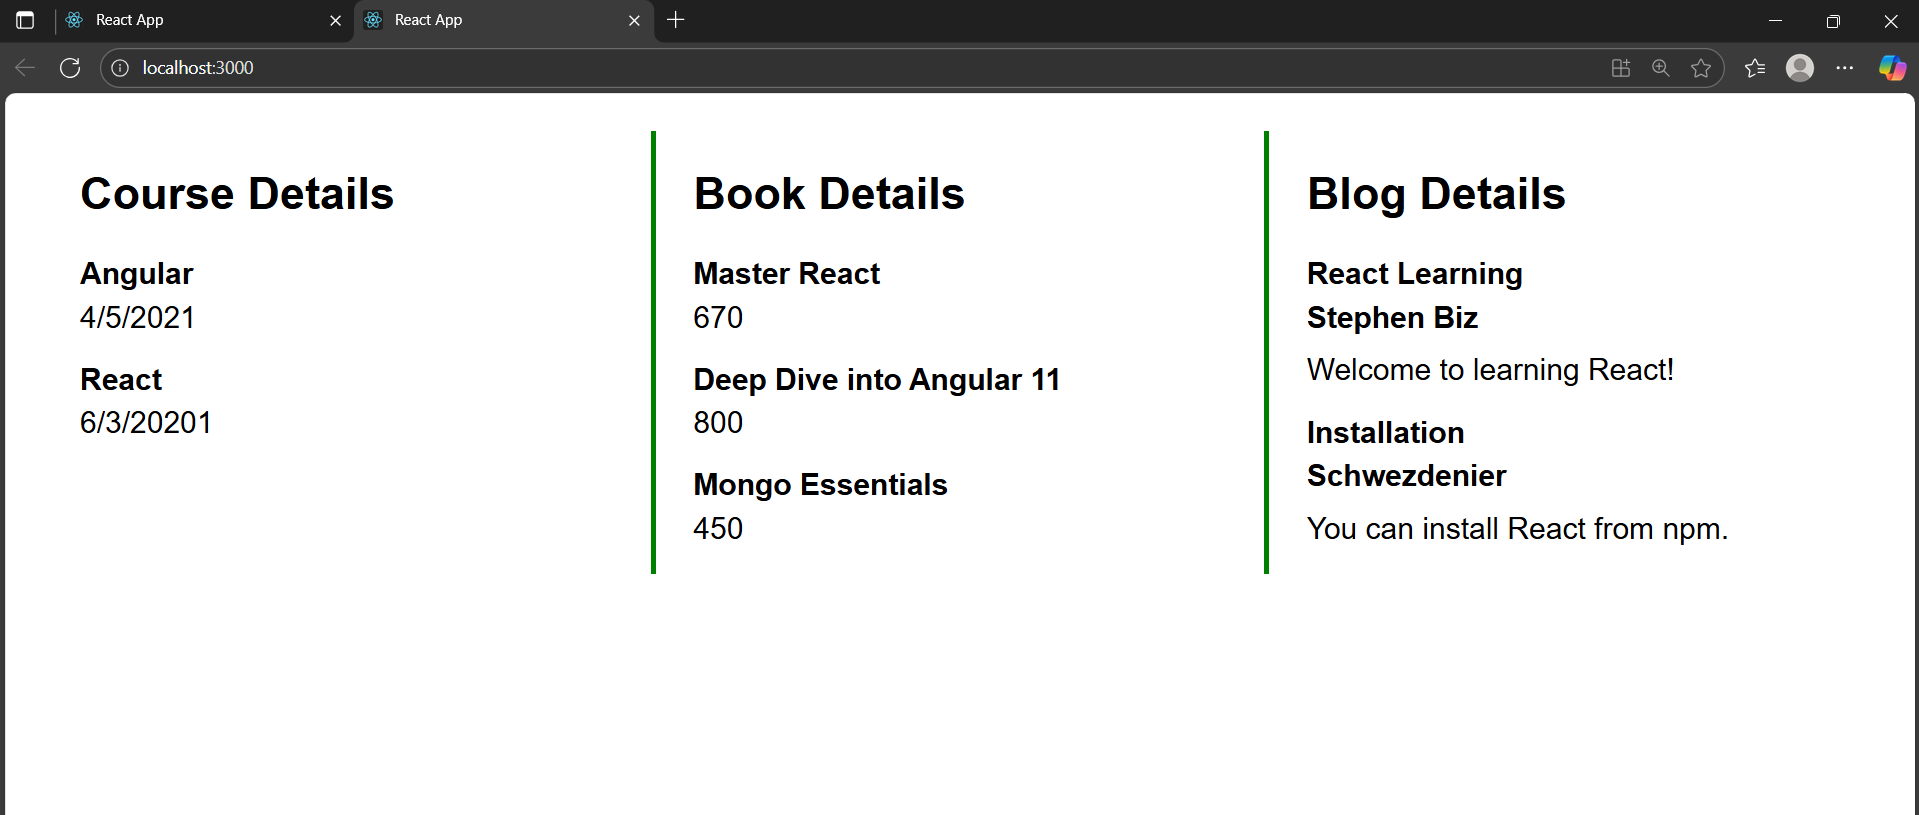 React App
React App
localhost:3000
Course Details
Angular
4/5/2021
React
6/3/20201
Book Details
Master React
670
Deep Dive into Angular 11
800
Mongo Essentials
450
Blog Details
React Learning
Stephen Biz
Welcome to learning React!
Installation
Schwezdenier
You can install React from npm.